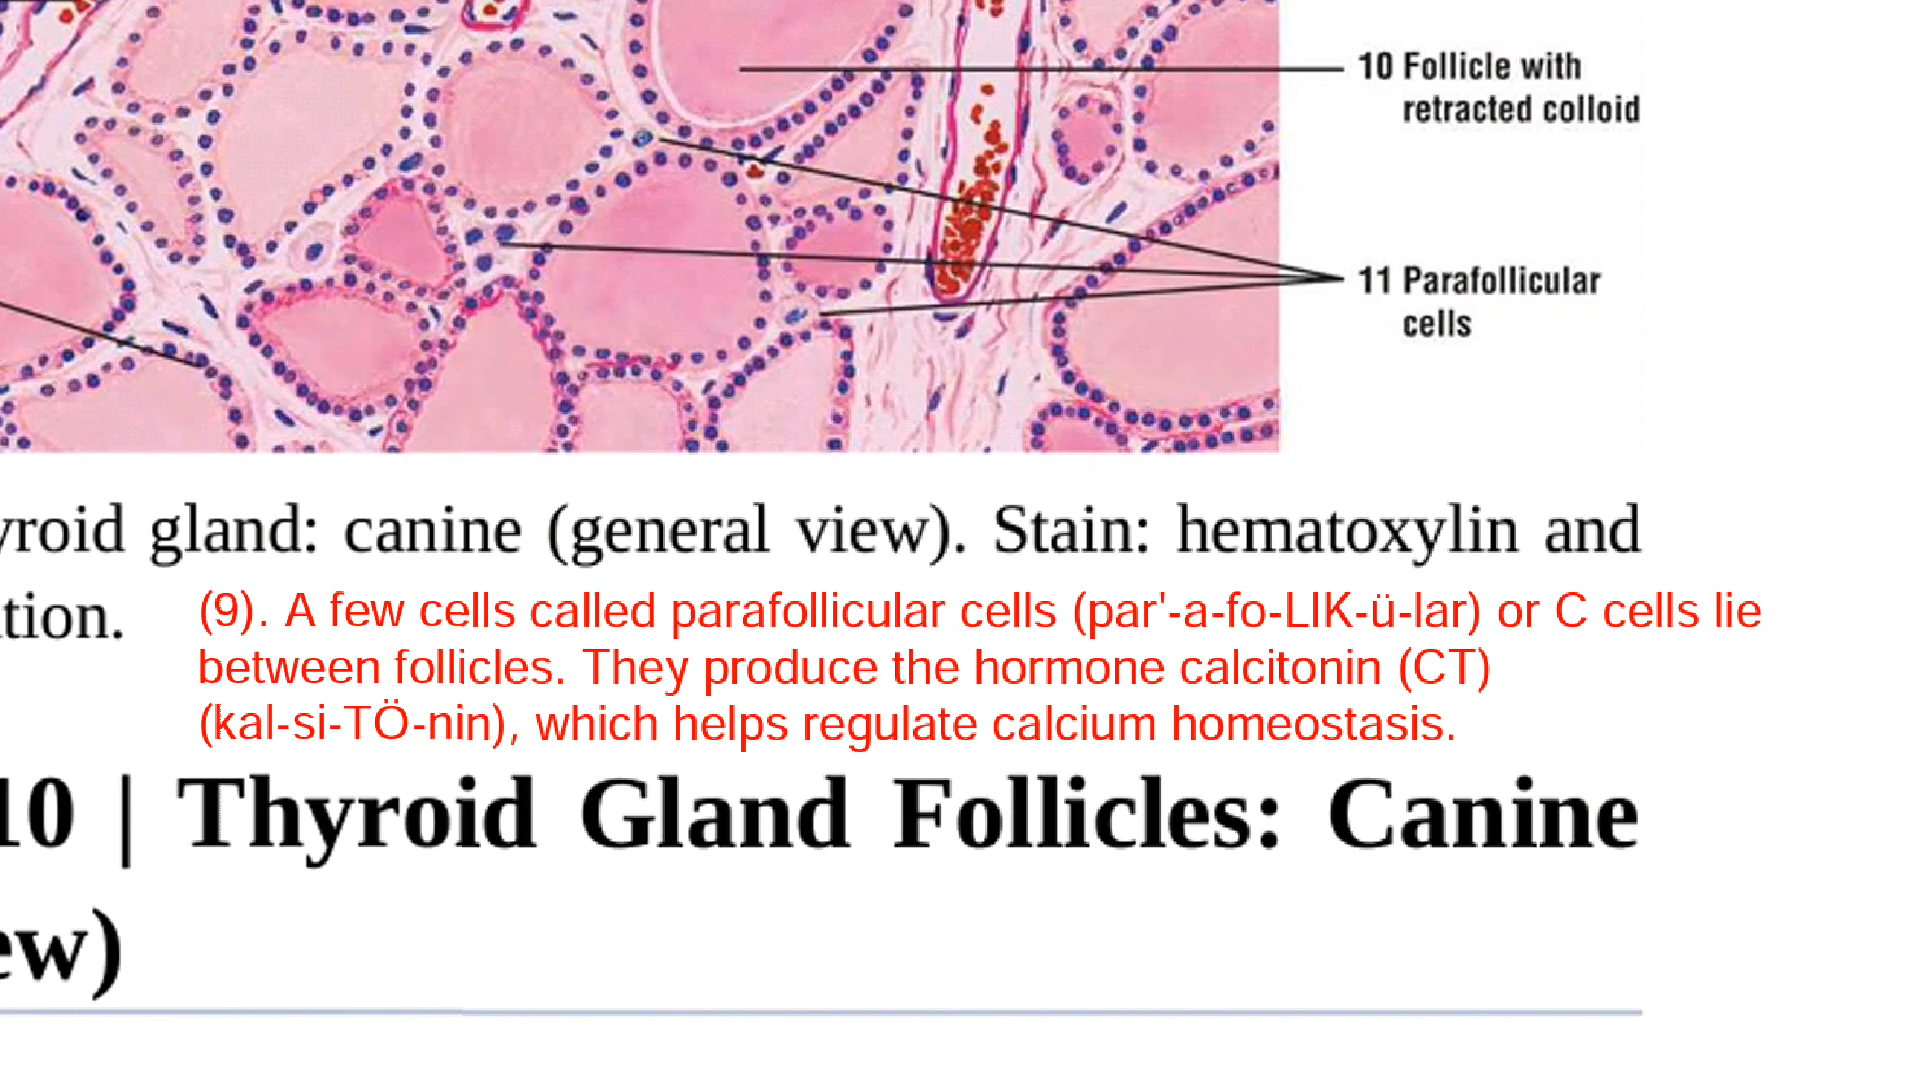 10 Follicle with
retracted colloid
11 Parafollicular
cells
yroid gland: canine (general view). Stain: hematoxylin and
tion.
(9). A few cells called parafollicular cells (par'-a-fo-LIK-ü-lar) or C cells lie
between follicles. They produce the hormone calcitonin (CT)
(kal-si-TÖ-nin), which helps regulate calcium homeostasis.
10 | Thyroid Gland Follicles: Canine
ew)